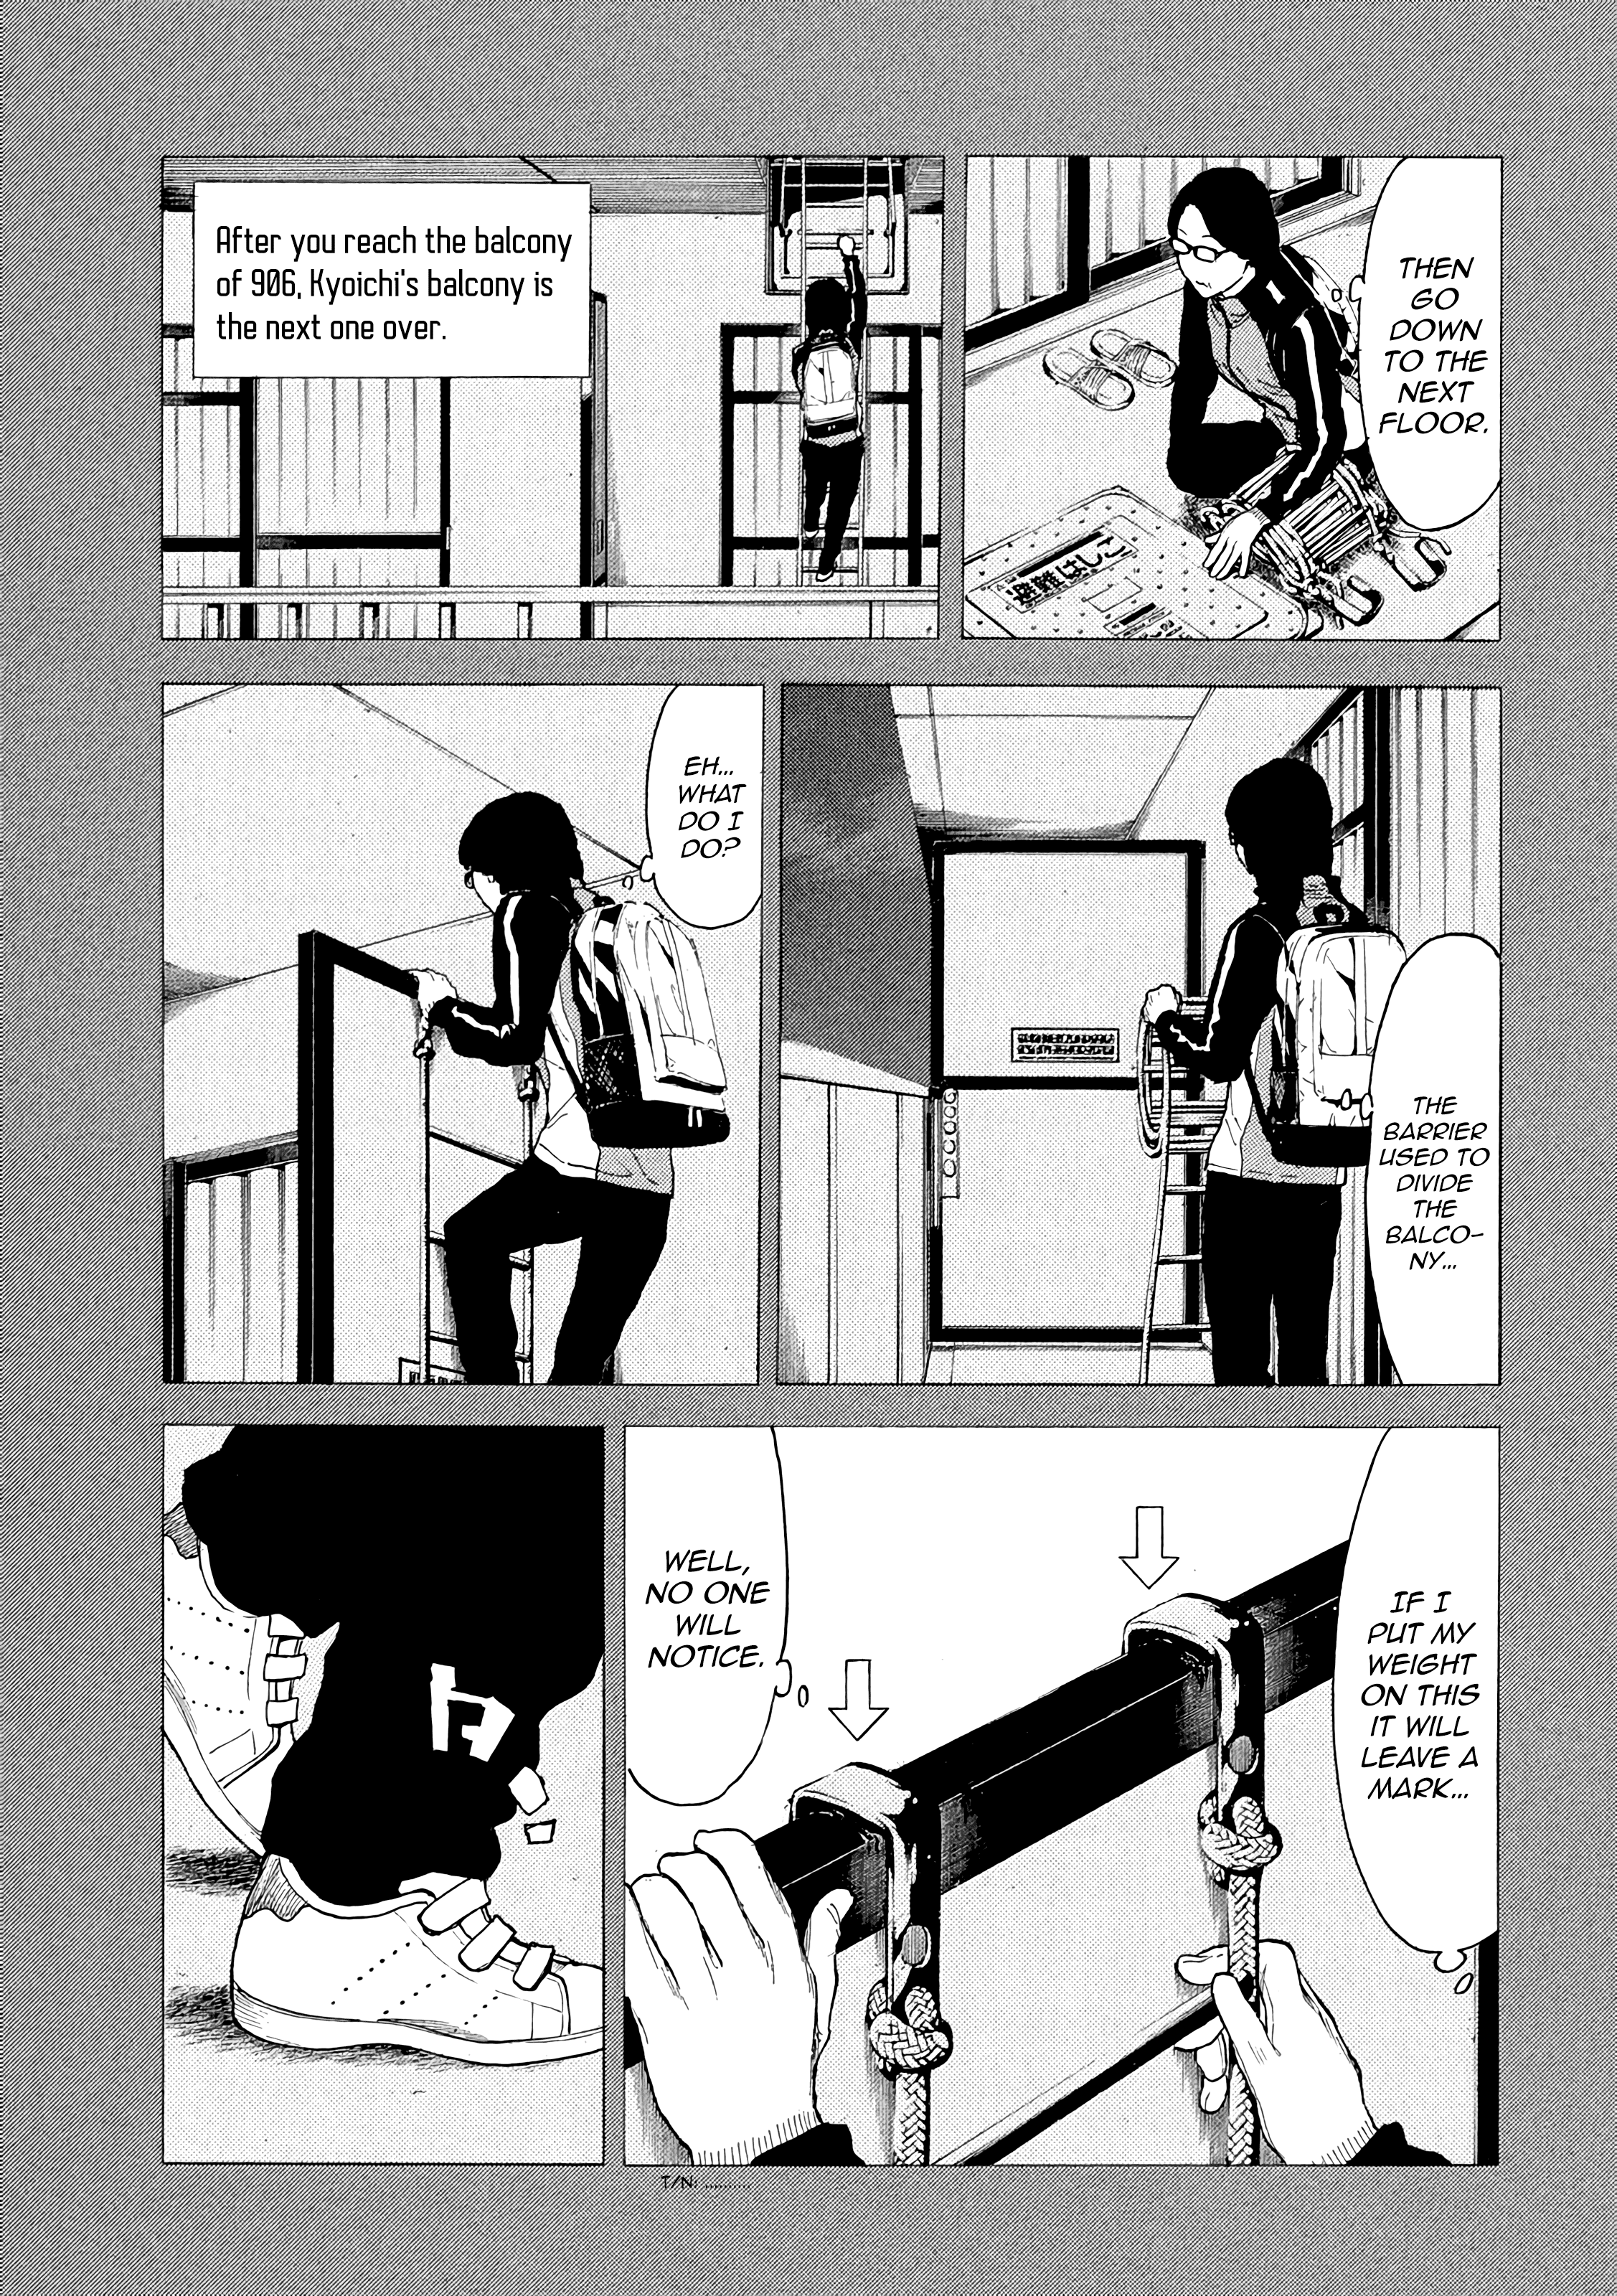 THEN
GO
DOWN
TO THE
NEXT
FLOOR.
避難はしご
After you reach the balcony
of 906, Kyoichi's balcony is
the next one over.
THE
BARRIER
USED TO
DIVIDE
THE
BALCO-
NY...
EH...
WHAT
DO I
DO?
IF I
PUT MY
WEIGHT
ON THIS
IT WILL
LEAVE A
MARK...
WELL,
NO ONE
WILL
NOTICE.
T/N: ..........
タ